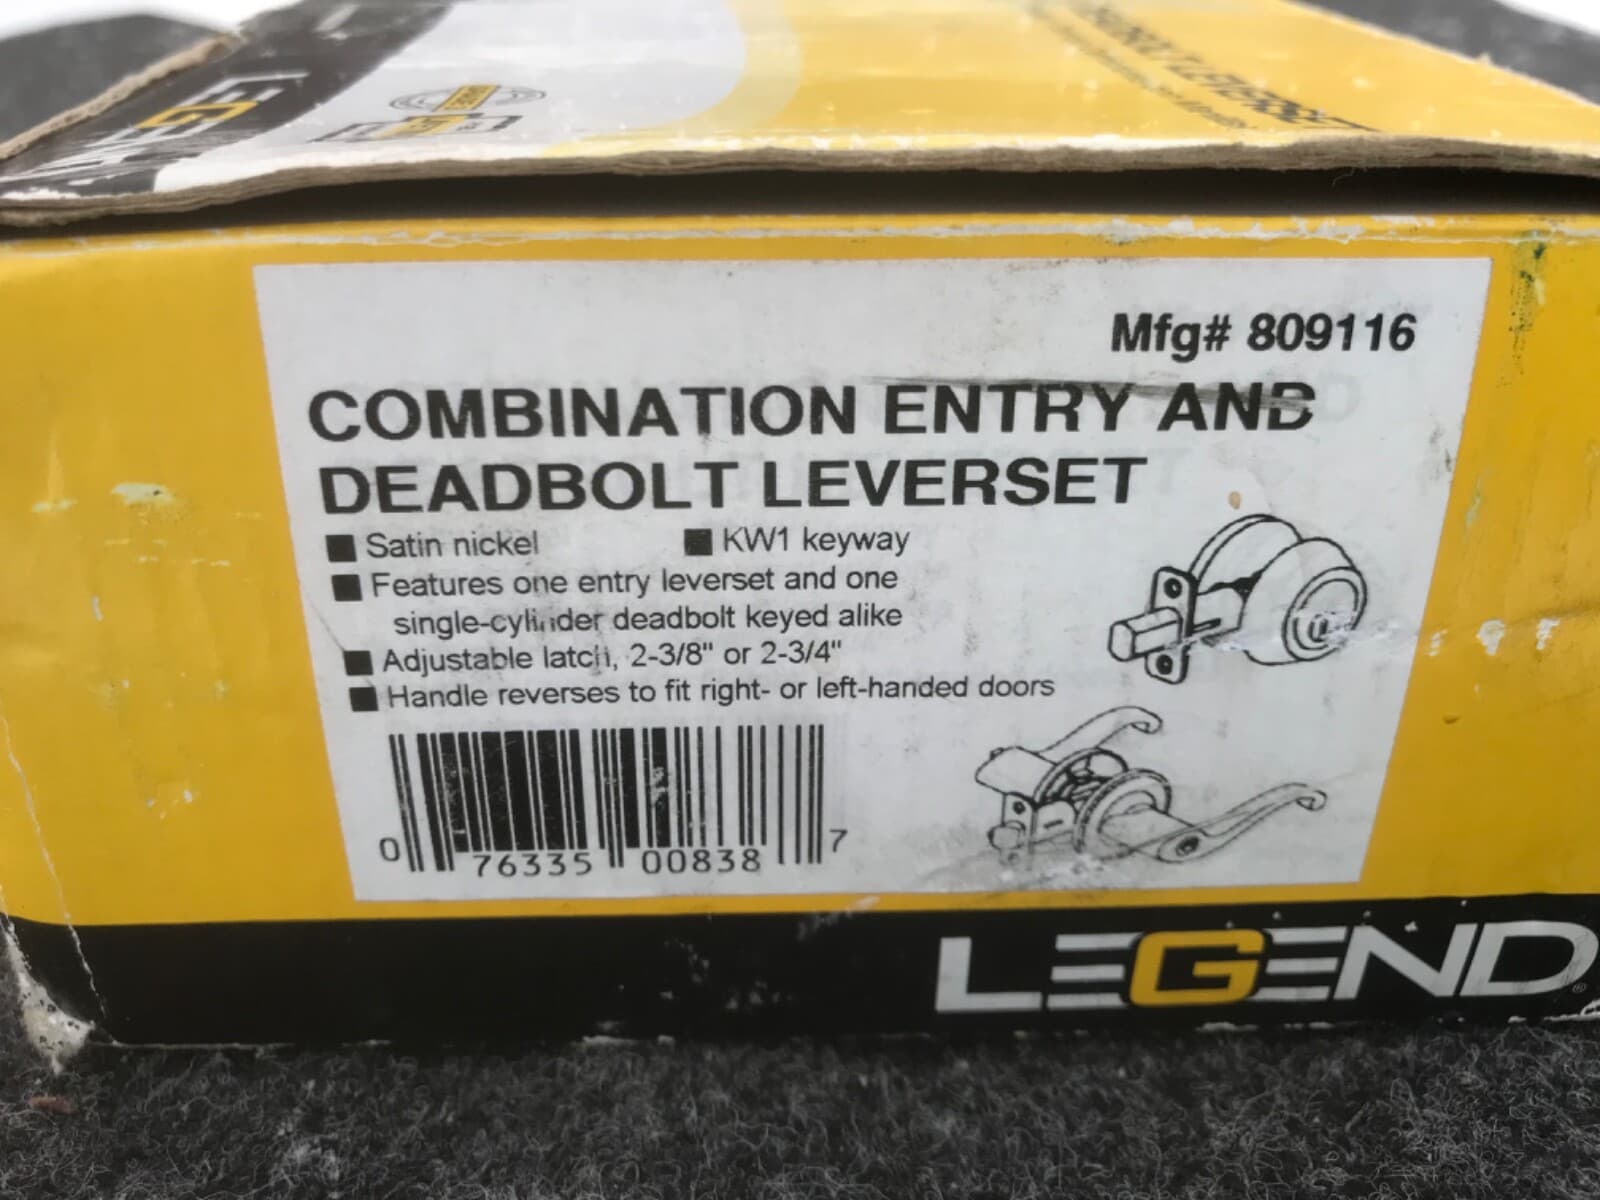 LEGEND
Mfg# 809116
COMBINATION ENTRY AND
DEADBOLT LEVERSET
■ Satin nickel ■ KW1 keyway
■ Features one entry leverset and one
single-cylinder deadbolt keyed alike
■ Adjustable latch, 2-3/8" or 2-3/4"
■ Handle reverses to fit right- or left-handed doors
0 76335 00838 7
LEGEND®